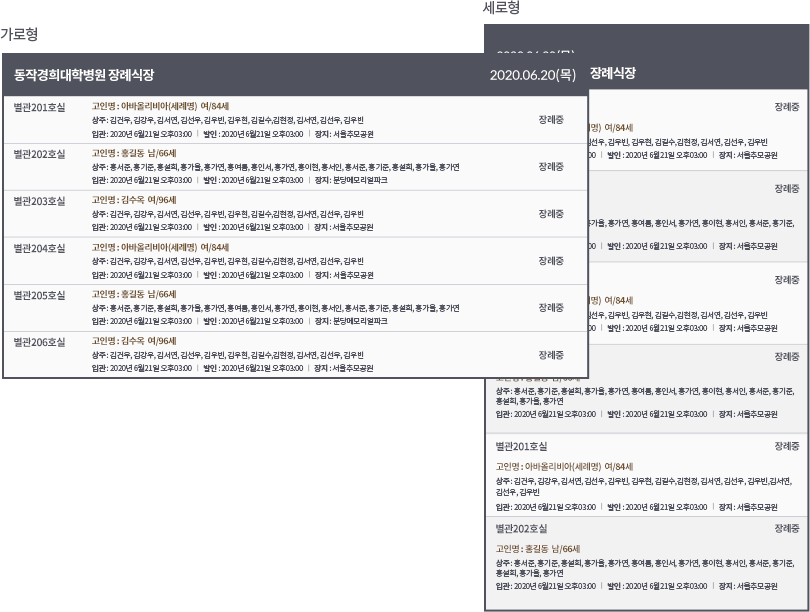 세로형
가로형
동작경희대학병원 장례식장
2020.06.20(목)
별관201호실
고인명 : 아바올리비아(세례명) 여/84세
상주 : 김건우, 김강우, 김서연, 김선우, 김우빈, 김우현, 김길수,김현정, 김서연, 김선우, 김우빈
입관 : 2020년 6월21일 오후03:00 | 발인 : 2020년 6월21일 오후03:00 | 장지 : 서울추모공원
장례중
별관202호실
고인명 : 홍길동 남/66세
상주 : 홍서준, 홍기준, 홍설희, 홍가율, 홍가연, 홍여름, 홍인서, 홍가연, 홍이현, 홍서인, 홍서준, 홍기준, 홍설희, 홍가율, 홍가연
입관 : 2020년 6월21일 오후03:00 | 발인 : 2020년 6월21일 오후03:00 | 장지 : 분당메모리얼파크
장례중
별관203호실
고인명 : 김수옥 여/96세
상주 : 김건우, 김강우, 김서연, 김선우, 김우빈, 김우현, 김길수,김현정, 김서연, 김선우, 김우빈
입관 : 2020년 6월21일 오후03:00 | 발인 : 2020년 6월21일 오후03:00 | 장지 : 서울추모공원
장례중
별관204호실
고인명 : 아바올리비아(세례명) 여/84세
상주 : 김건우, 김강우, 김서연, 김선우, 김우빈, 김우현, 김길수,김현정, 김서연, 김선우, 김우빈
입관 : 2020년 6월21일 오후03:00 | 발인 : 2020년 6월21일 오후03:00 | 장지 : 서울추모공원
장례중
별관205호실
고인명 : 홍길동 남/66세
상주 : 홍서준, 홍기준, 홍설희, 홍가율, 홍가연, 홍여름, 홍인서, 홍가연, 홍이현, 홍서인, 홍서준, 홍기준, 홍설희, 홍가율, 홍가연
입관 : 2020년 6월21일 오후03:00 | 발인 : 2020년 6월21일 오후03:00 | 장지 : 분당메모리얼파크
장례중
별관206호실
고인명 : 김수옥 여/96세
상주 : 김건우, 김강우, 김서연, 김선우, 김우빈, 김우현, 김길수,김현정, 김서연, 김선우, 김우빈
입관 : 2020년 6월21일 오후03:00 | 발인 : 2020년 6월21일 오후03:00 | 장지 : 서울추모공원
장례중
장례식장
장례중
여/84세
김우빈, 김우현, 김길수,김현정, 김서연, 김선우, 김우빈
발인 : 2020년 6월21일 오후03:00 | 장지 : 서울추모공원
장례중
홍가연, 홍여름, 홍인서, 홍가연, 홍이현, 홍서인, 홍서준, 홍기준,
발인 : 2020년 6월21일 오후03:00 | 장지 : 서울추모공원
장례중
여/84세
김우빈, 김우현, 김길수,김현정, 김서연, 김선우, 김우빈
발인 : 2020년 6월21일 오후03:00 | 장지 : 서울추모공원
장례중
상주 : 홍서준, 홍기준, 홍설희, 홍가율, 홍가연, 홍여름, 홍인서, 홍가연, 홍이현, 홍서인, 홍서준, 홍기준,
홍설희, 홍가율, 홍가연
입관 : 2020년 6월21일 오후03:00 | 발인 : 2020년 6월21일 오후03:00 | 장지 : 서울추모공원
별관201호실
장례중
고인명 : 아바올리비아(세례명) 여/84세
상주 : 김건우, 김강우, 김서연, 김선우, 김우빈, 김우현, 김길수,김현정, 김서연, 김선우, 김우빈,김서연,
김선우, 김우빈
입관 : 2020년 6월21일 오후03:00 | 발인 : 2020년 6월21일 오후03:00 | 장지 : 서울추모공원
별관202호실
장례중
고인명 : 홍길동 남/66세
상주 : 홍서준, 홍기준, 홍설희, 홍가율, 홍가연, 홍여름, 홍인서, 홍가연, 홍이현, 홍서인, 홍서준, 홍기준,
홍설희, 홍가율, 홍가연
입관 : 2020년 6월21일 오후03:00 | 발인 : 2020년 6월21일 오후03:00 | 장지 : 서울추모공원